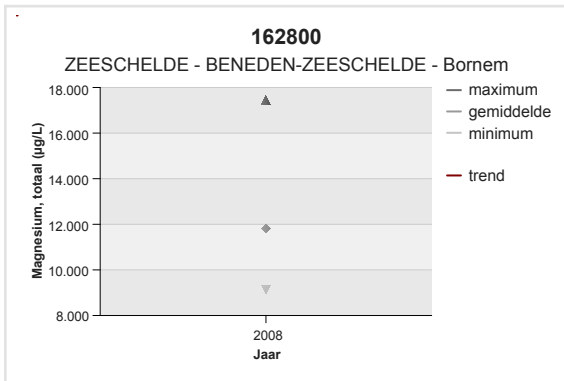 162800
ZEESCHELDE - BENEDEN-ZEESCHELDE - Bornem
Magnesium, totaal (µg/L)
18.000
16.000
14.000
12.000
10.000
8.000
2008
Jaar
maximum
gemiddelde
minimum
trend